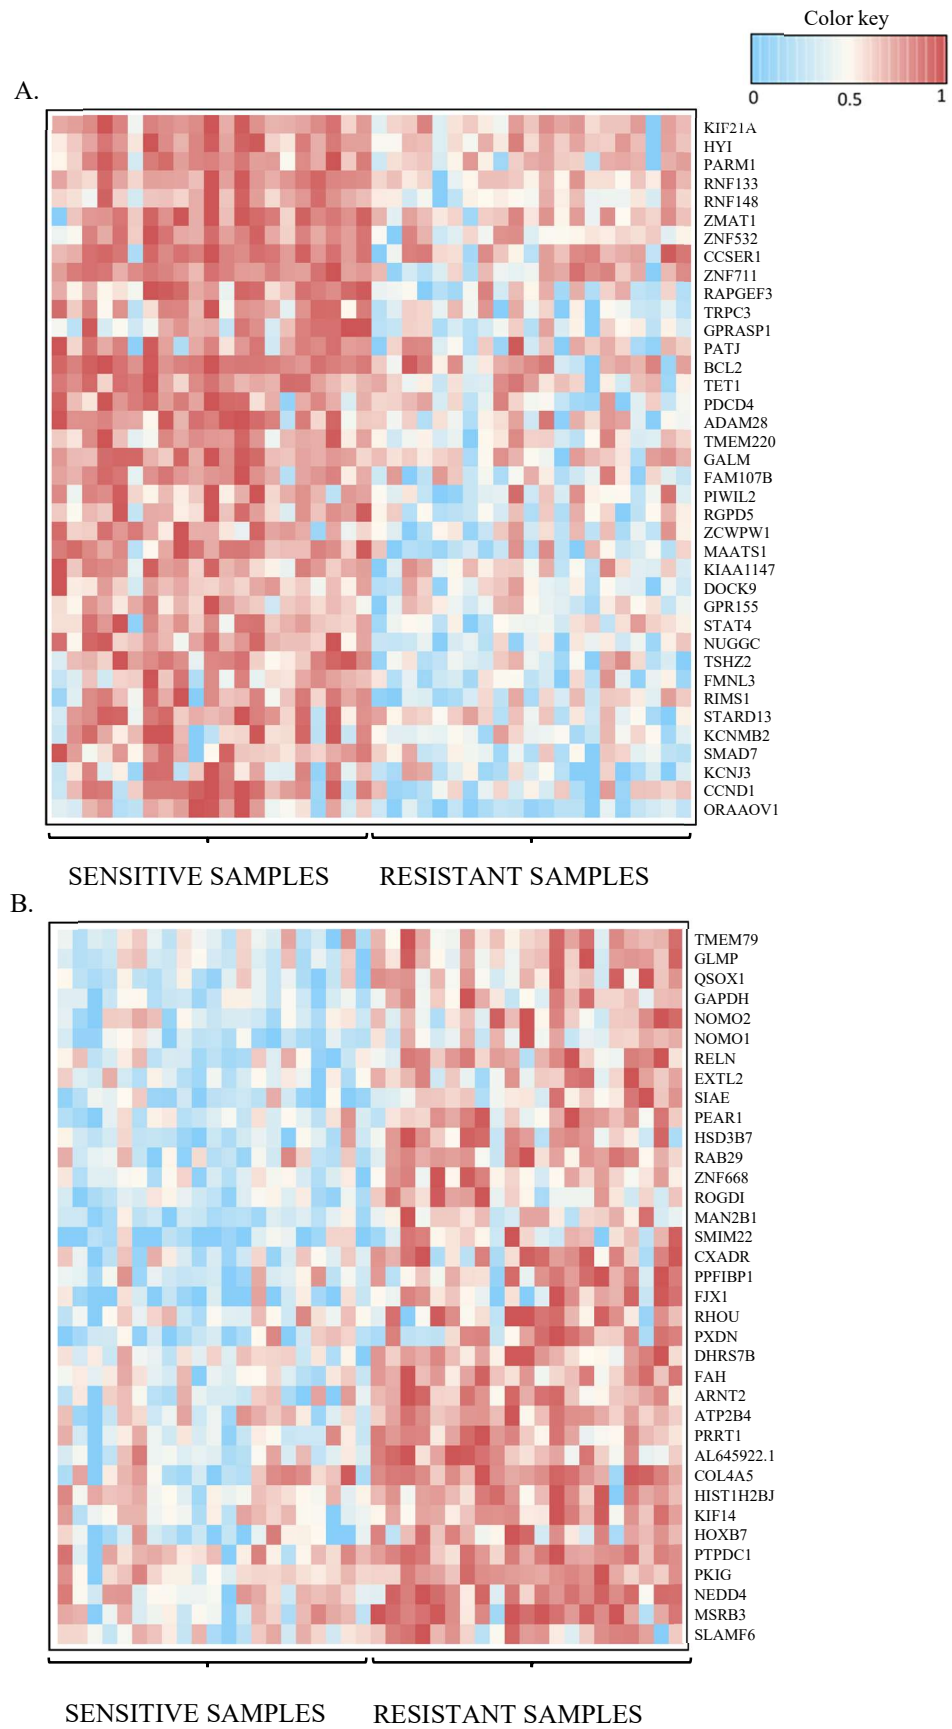 Color key
0 0.5 1
A.
KIF21A
HYI
PARM1
RNF133
RNF148
ZMAT1
ZNF532
CCSER1
ZNF711
RAPGEF3
TRPC3
GPRASP1
PATJ
BCL2
TET1
PDCD4
ADAM28
TMEM220
GALM
FAM107B
PIWIL2
RGPD5
ZCWPW1
MAATS1
KIAA1147
DOCK9
GPR155
STAT4
NUGGC
TSHZ2
FMNL3
RIMS1
STARD13
KCNMB2
SMAD7
KCNJ3
CCND1
ORAAOV1
SENSITIVE SAMPLES RESISTANT SAMPLES
B.
TMEM79
GLMP
QSOX1
GAPDH
NOMO2
NOMO1
RELN
EXTL2
SIAE
PEAR1
HSD3B7
RAB29
ZNF668
ROGDI
MAN2B1
SMIM22
CXADR
PPFIBP1
FJX1
RHOU
PXDN
DHRS7B
FAH
ARNT2
ATP2B4
PRRT1
AL645922.1
COL4A5
HIST1H2BJ
KIF14
HOXB7
PTPDC1
PKIG
NEDD4
MSRB3
SLAMF6
SENSITIVE SAMPLES RESISTANT SAMPLES